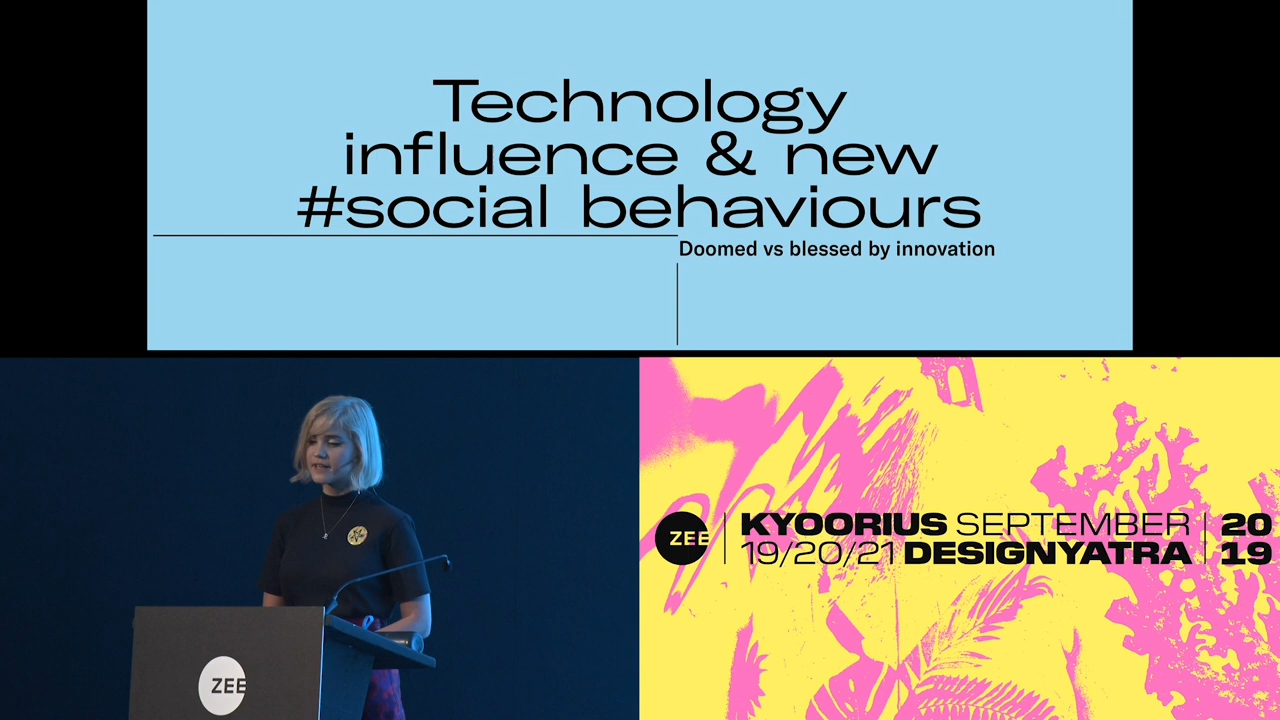 Technology
influence & new
#social behaviours
Doomed vs blessed by innovation
ZEE
ZEE
KYOORIUS SEPTEMBER
19/20/21 DESIGNYATRA
20
19